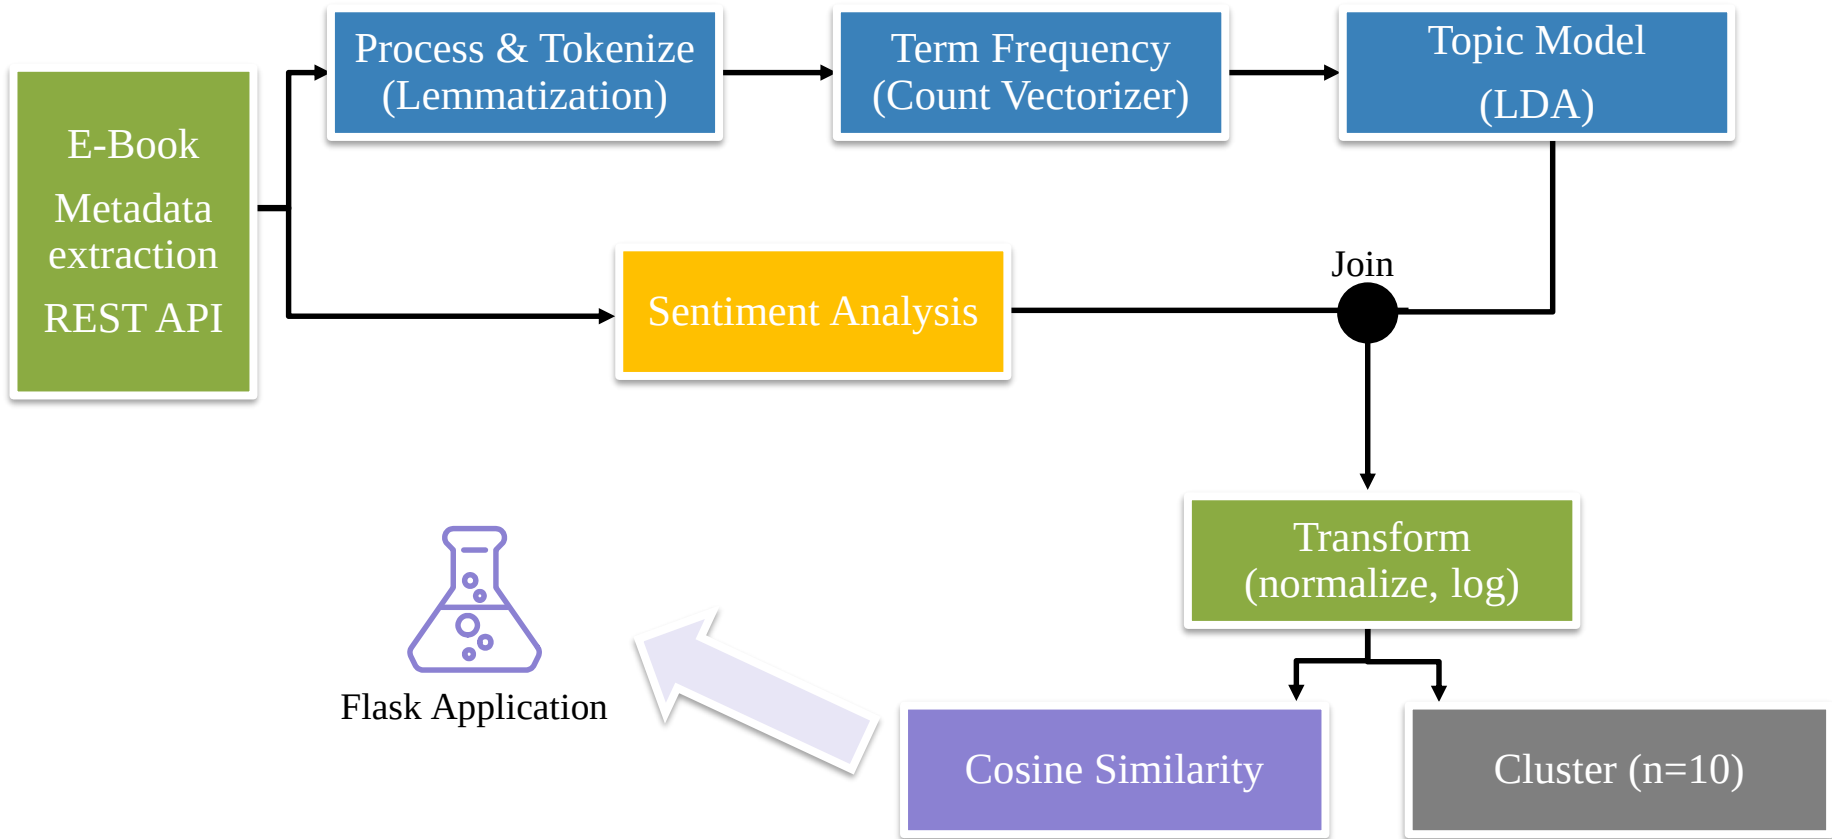 Process & Tokenize
(Lemmatization)
Term Frequency
(Count Vectorizer)
Topic Model
(LDA)
E-Book
Metadata
extraction
REST API
Sentiment Analysis
Join
Transform
(normalize, log)
Flask Application
Cosine Similarity
Cluster (n=10)